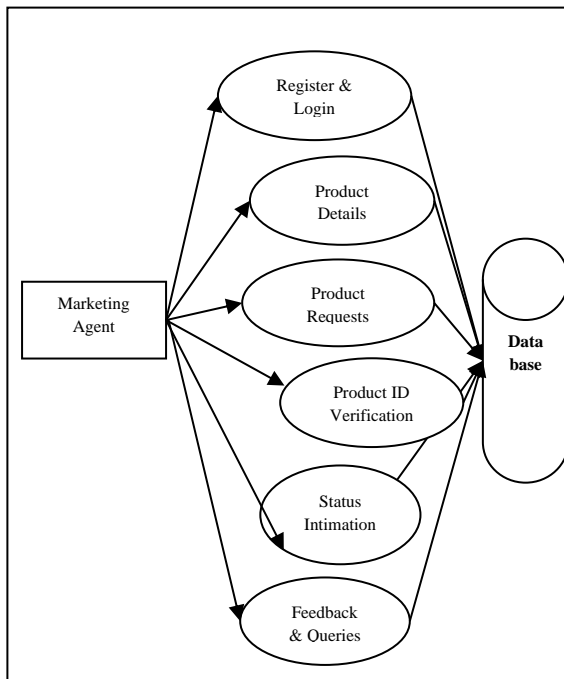 Register &
Login
Product
Details
Marketing
Agent
Product
Requests
Data
base
Product ID
Verification
Status
Intimation
Feedback
& Queries